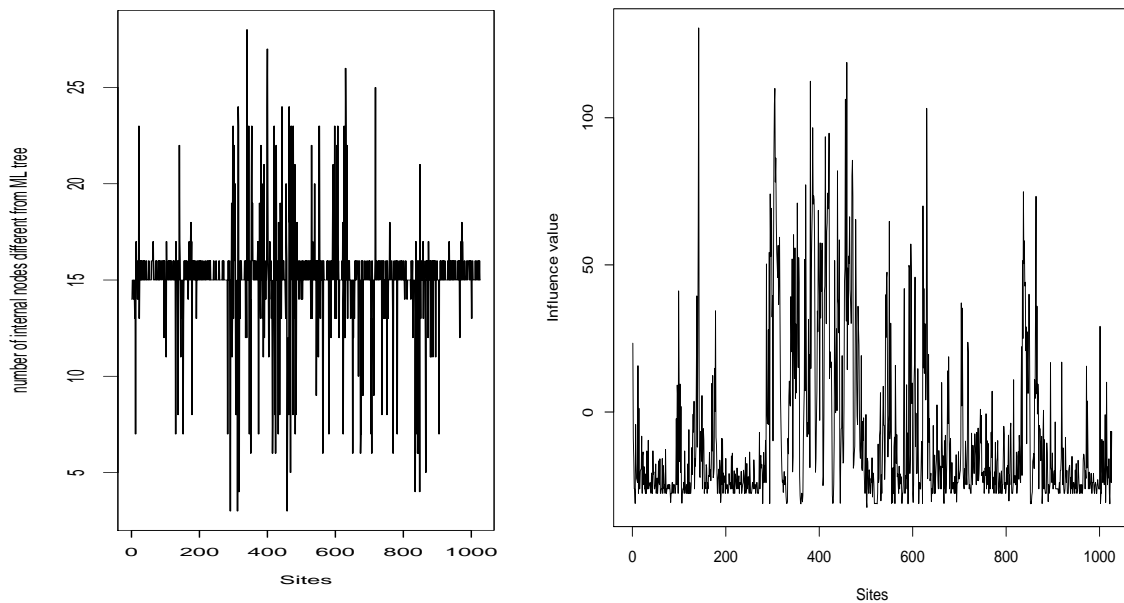 number of internal nodes different from ML tree
25
20
15
10
5
0 200 400 600 800 1000
Sites
Influence value
100
50
0
0 200 400 600 800 1000
Sites